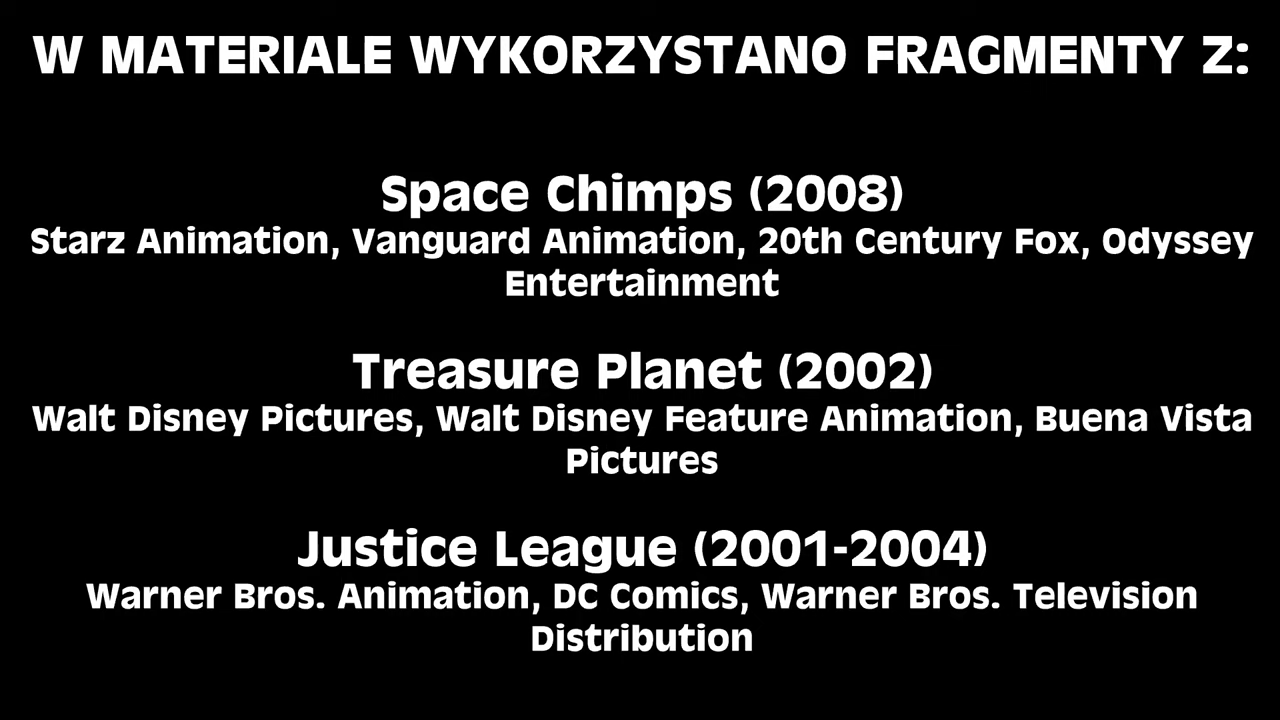 W MATERIALE WYKORZYSTANO FRAGMENTY Z:
Space Chimps (2008)
Starz Animation, Vanguard Animation, 20th Century Fox, Odyssey
Entertainment
Treasure Planet (2002)
Walt Disney Pictures, Walt Disney Feature Animation, Buena Vista
Pictures
Justice League (2001-2004)
Warner Bros. Animation, DC Comics, Warner Bros. Television
Distribution